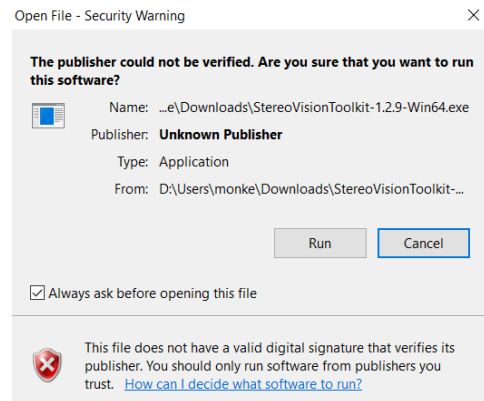 Open File - Security Warning
The publisher could not be verified. Are you sure that you want to run
this software?
Name: ...e\Downloads\StereoVisionToolkit-1.2.9-Win64.exe
Publisher: Unknown Publisher
Type: Application
From: D:\Users\monke\Downloads\StereoVisionToolkit-...
Run Cancel
Always ask before opening this file
This file does not have a valid digital signature that verifies its
publisher. You should only run software from publishers you
trust. How can I decide what software to run?